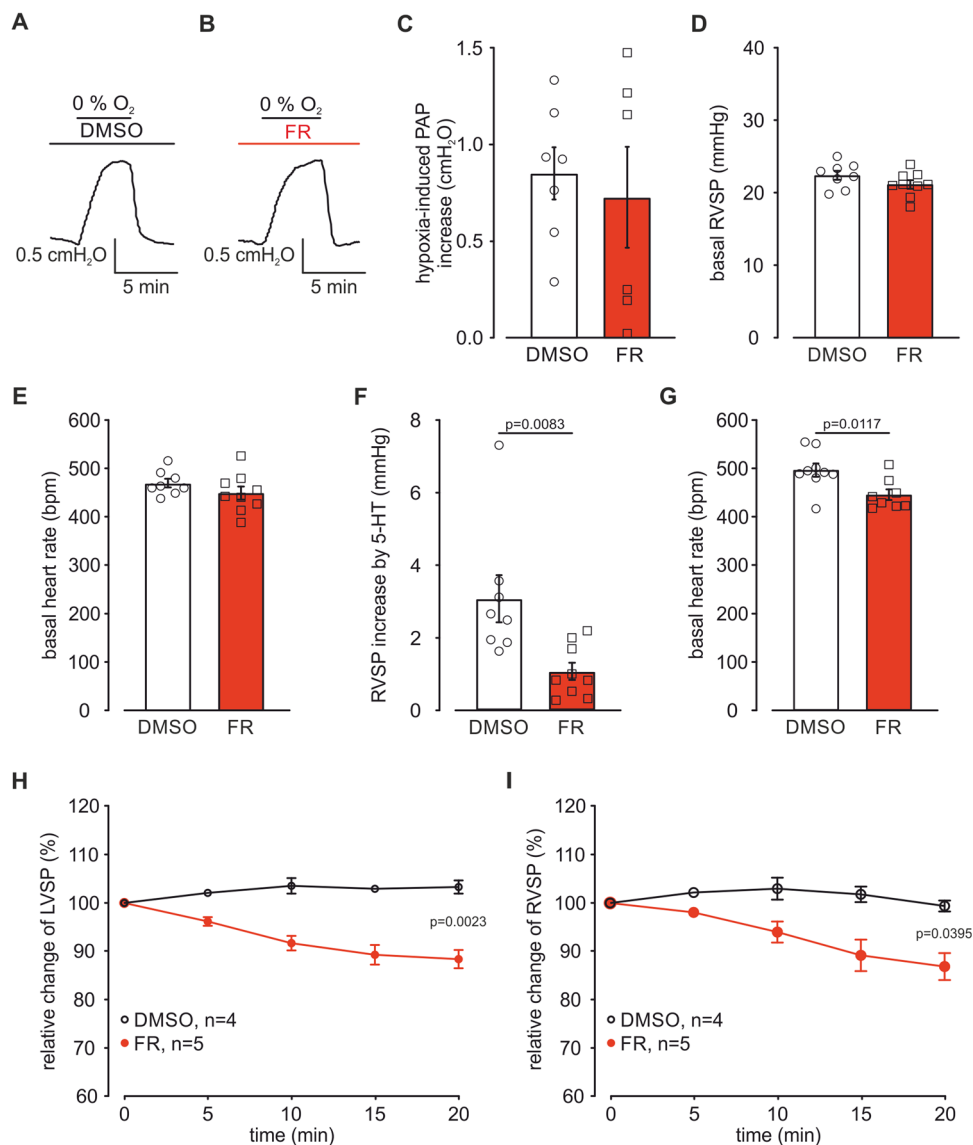 A
0 % O2
DMSO
0.5 cmH2O
5 min
B
0 % O2
FR
0.5 cmH2O
5 min
C
hypoxia-induced PAP
increase (cmH2O)
1.5
1.0
0.5
0.0
DMSO
FR
D
basal RVSP (mmHg)
40
30
20
10
0
DMSO
FR
E
basal heart rate (bpm)
600
500
400
300
200
100
0
DMSO
FR
F
RVSP increase by 5-HT (mmHg)
8
6
4
2
0
p=0.0083
DMSO
FR
G
basal heart rate (bpm)
600
500
400
300
200
100
0
p=0.0117
DMSO
FR
H
relative change of LVSP (%)
120
110
100
90
80
70
60
p=0.0023
DMSO, n=4
FR, n=5
0
5
10
15
20
time (min)
I
relative change of RVSP (%)
120
110
100
90
80
70
60
p=0.0395
DMSO, n=4
FR, n=5
0
5
10
15
20
time (min)